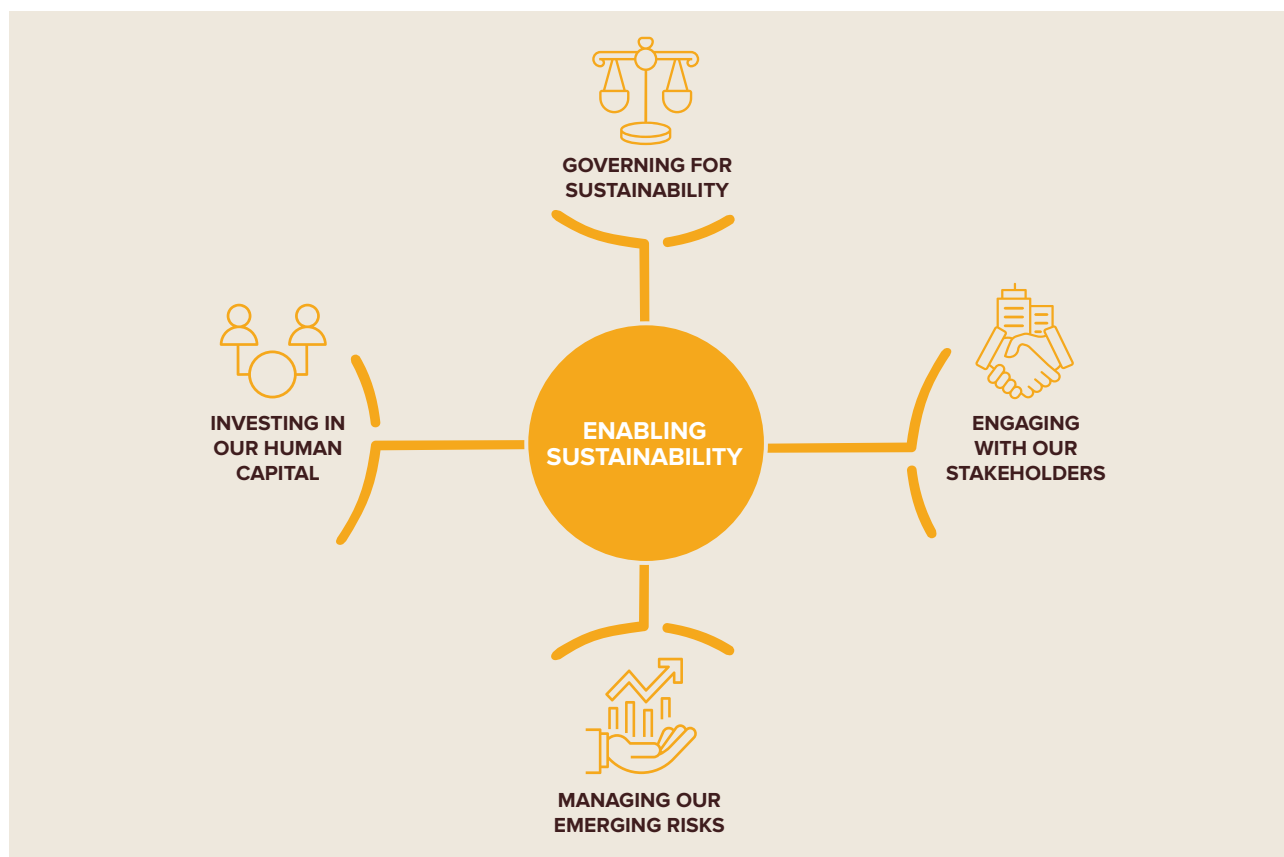 GOVERNING FOR
SUSTAINABILITY
INVESTING IN
OUR HUMAN
CAPITAL
ENABLING
SUSTAINABILITY
ENGAGING
WITH OUR
STAKEHOLDERS
MANAGING OUR
EMERGING RISKS